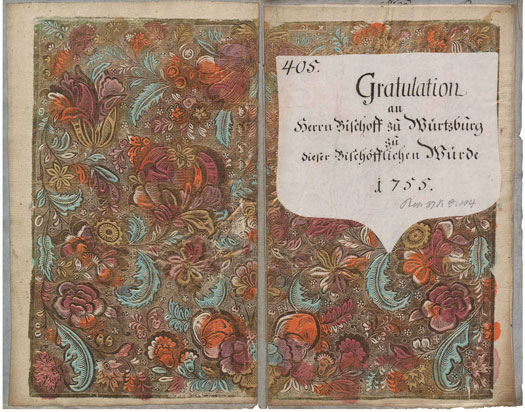 405.
Gratulation
an
Herrn Bischoff zu Würtzburg
zu
dieser Bischöfflichen Würde
1755.